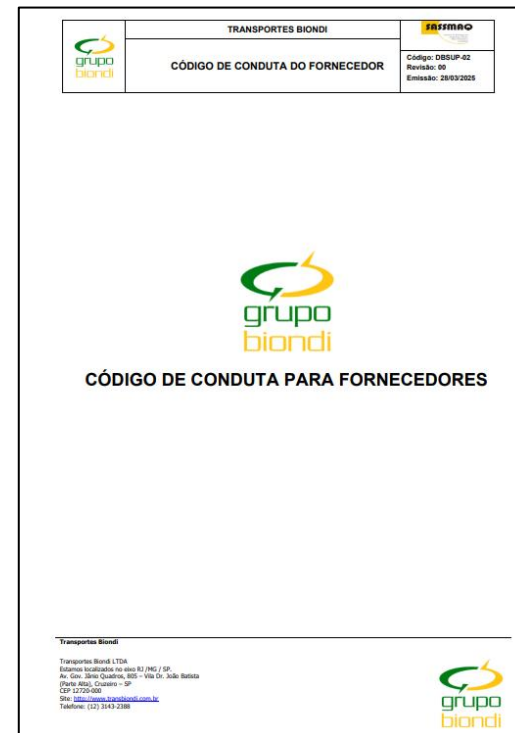 TRANSPORTES BIONDI
SASSMAQ
grupo
biondi
CÓDIGO DE CONDUTA DO FORNECEDOR
Código: DBSUP-02
Revisão: 00
Emissão: 28/03/2025
grupo
biondi
CÓDIGO DE CONDUTA PARA FORNECEDORES
Transportes Biondi
Transportes Biondi LTDA
Estamos localizados no eixo RJ /MG / SP.
Av. Gov. Jânio Quadros, 805 – Vila Dr. João Batista
(Parte Alta), Cruzeiro – SP
CEP 12720-000
Site: http://www.transbiondi.com.br
Telefone: (12) 3143-2388
grupo
biondi